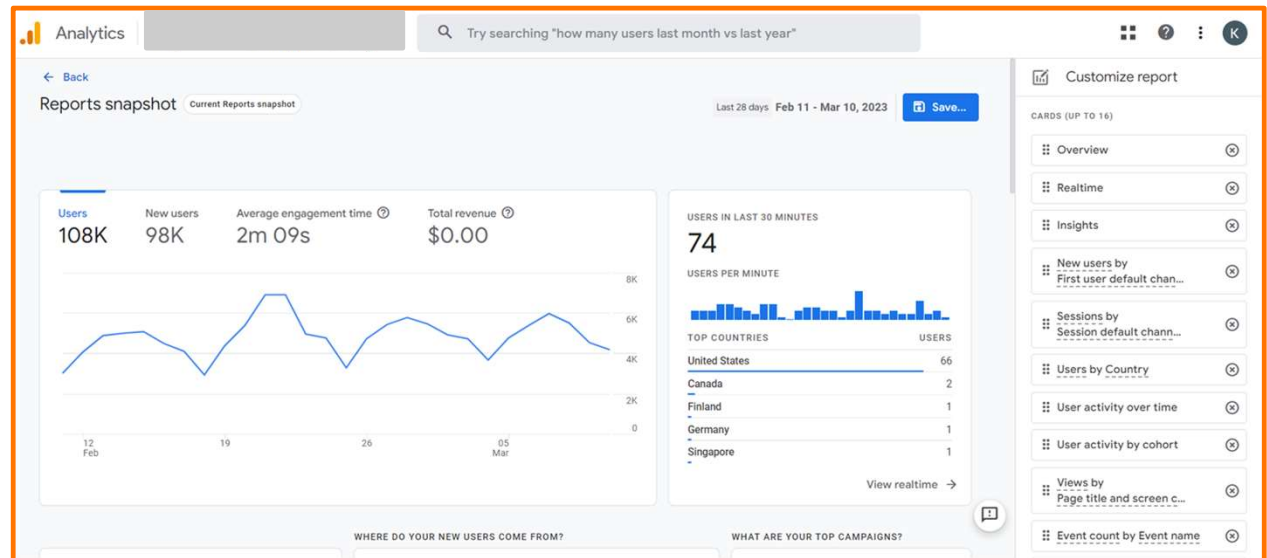 Analytics
Try searching "how many users last month vs last year"
K
Back
Reports snapshot Current Reports snapshot
Last 28 days Feb 11 - Mar 10, 2023 Save...
Users New users Average engagement time Total revenue
108K 98K 2m 09s $0.00
8K
6K
4K
2K
0
12 19 26 05
Feb Mar
USERS IN LAST 30 MINUTES
74
USERS PER MINUTE
TOP COUNTRIES USERS
United States 66
Canada 2
Finland 1
Germany 1
Singapore 1
View realtime
WHERE DO YOUR NEW USERS COME FROM? WHAT ARE YOUR TOP CAMPAIGNS?
Customize report
CARDS (UP TO 16)
Overview
Realtime
Insights
New users by
First user default chan...
Sessions by
Session default chann...
Users by Country
User activity over time
User activity by cohort
Views by
Page title and screen c...
Event count by Event name